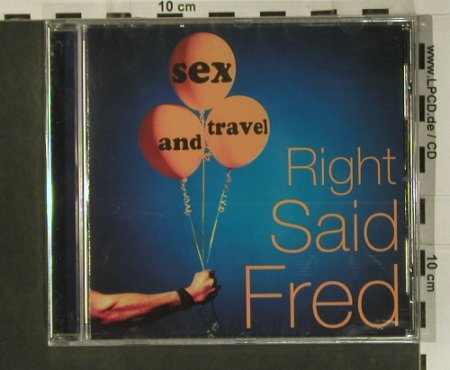 10 cm
sex
and
travel
Right
Said
Fred
www.LPCD.de / CD
10 cm